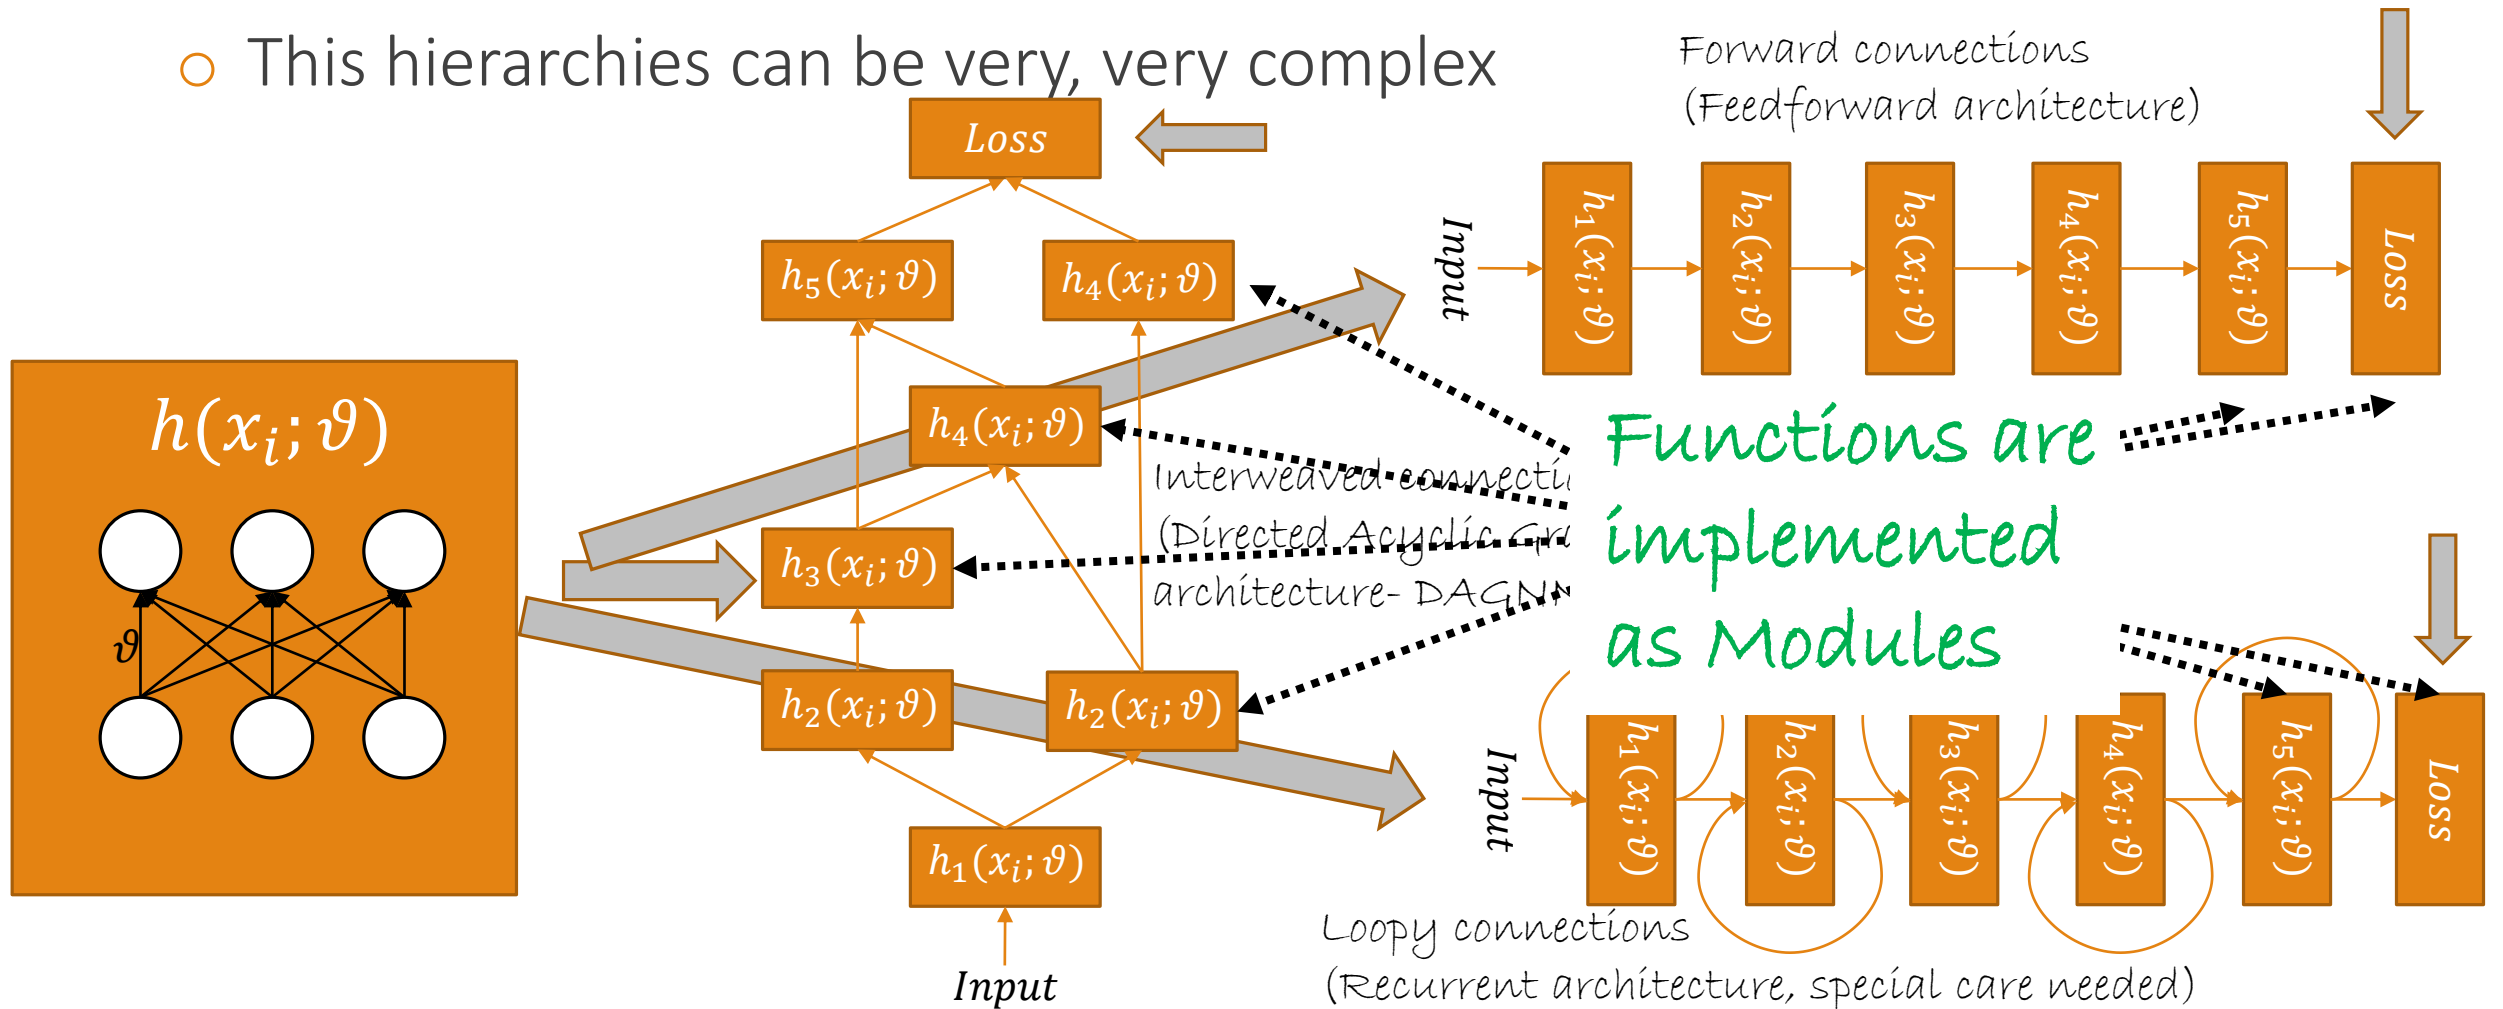 This hierarchies can be very, very complex
Forward connections
(Feedforward architecture)
Loss
h₅(xᵢ; ϑ)
h₄(xᵢ; ϑ)
h₄(xᵢ; ϑ)
h₃(xᵢ; ϑ)
h₂(xᵢ; ϑ)
h₂(xᵢ; ϑ)
h₁(xᵢ; ϑ)
Input
h(xᵢ; ϑ)
ϑ
Input
h₁(xᵢ; ϑ)
h₂(xᵢ; ϑ)
h₃(xᵢ; ϑ)
h₄(xᵢ; ϑ)
h₅(xᵢ; ϑ)
Loss
Interweaved
(Directed Acyclic
architecture- DAGNN
Functions are
implemented
as Modules
Input
h₁(xᵢ; ϑ)
h₂(xᵢ; ϑ)
h₃(xᵢ; ϑ)
h₄(xᵢ; ϑ)
h₅(xᵢ; ϑ)
Loss
Loopy connections
(Recurrent architecture, special care needed)